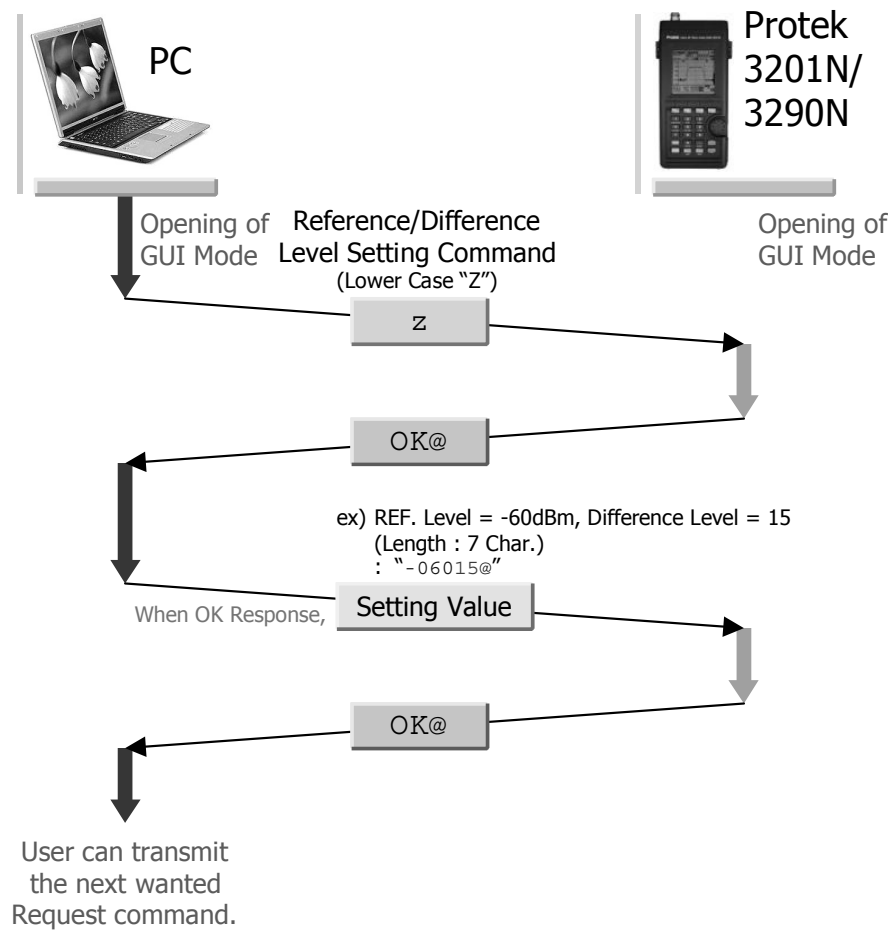 PC
Protek
3201N/
3290N
Opening of
GUI Mode
Reference/Difference
Level Setting Command
(Lower Case “Z”)
Opening of
GUI Mode
z
OK@
ex) REF. Level = -60dBm, Difference Level = 15
(Length : 7 Char.)
: “-06015@”
When OK Response,
Setting Value
OK@
User can transmit
the next wanted
Request command.